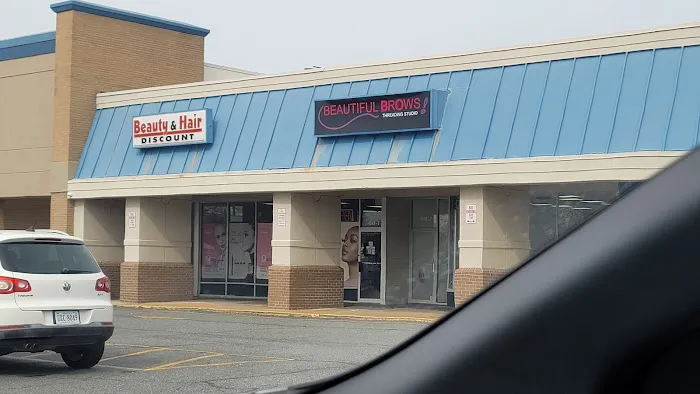 Beauty & Hair
DISCOUNT
BEAUTIFUL BROWS
THREADING STUDIO